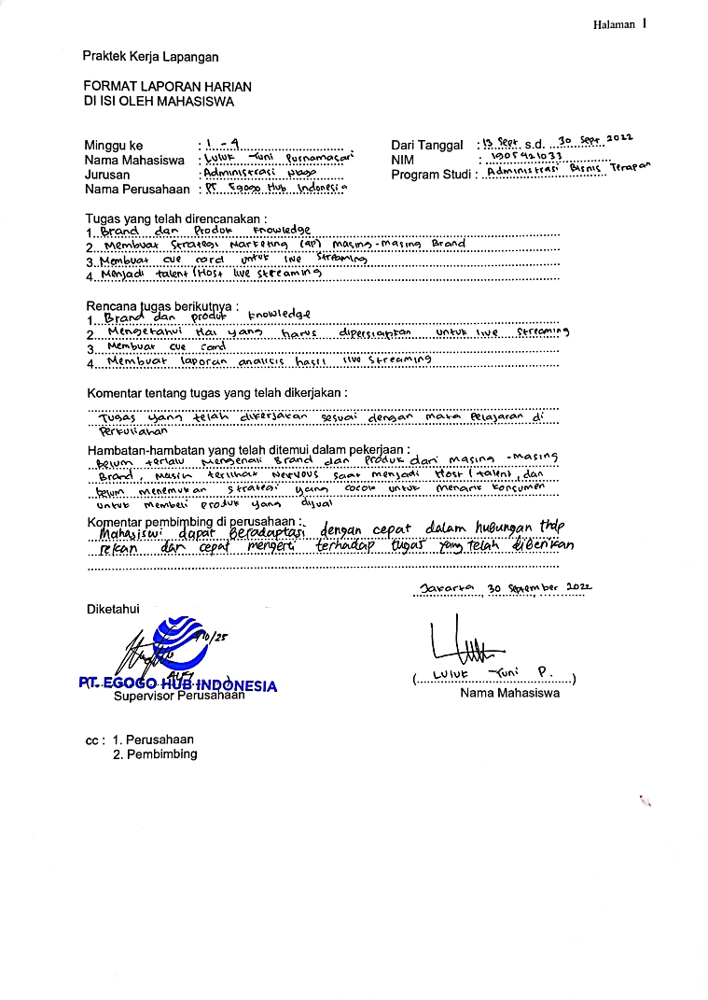 Halaman 1
Praktek Kerja Lapangan
FORMAT LAPORAN HARIAN
DI ISI OLEH MAHASISWA
Minggu ke : 1 - 4 Dari Tanggal : 13 Sept s.d. 30 Sept 2022
Nama Mahasiswa : Luluk Yuni Purnamasari NIM : 1905421033
Jurusan : Administrasi Niaga Program Studi : Administrasi Bisnis Terapan
Nama Perusahaan : PT. Egogo Hub Indonesia
Tugas yang telah direncanakan :
1. Brand dan Produk knowledge
2. Membuat Strategi Marketing (4P) masing-masing Brand
3. Membuat cue card untuk live Streaming
4. Menjadi talent/Host live streaming
Rencana tugas berikutnya :
1. Brand dan produk knowledge
2. Mengetahui Hal yang harus dipersiapkan untuk live Streaming
3. Membuat cue card
4. Membuat laporan analisis hasil live streaming
Komentar tentang tugas yang telah dikerjakan :
Tugas yang telah dikerjakan sesuai dengan mata Pelajaran di
Perkuliahan
Hambatan-hambatan yang telah ditemui dalam pekerjaan :
belum terlalu Mengenali Brand dan Produk dari masing-masing
Brand, masih terlihat Nervous saat menjadi Host/talent, dan
belum menemukan strategi yang cocok untuk menarik konsumen
untuk membeli produk yang dijual
Komentar pembimbing di perusahaan :
Mahasiswi dapat Beradaptasi dengan cepat dalam hubungan thdp
rekan dan cepat mengerti terhadap tugas yang telah diberikan
Jakarta, 30 September 2022
Diketahui
PT. EGOGO HUB INDONESIA
(Luluk Yuni P.)
Supervisor Perusahaan Nama Mahasiswa
cc : 1. Perusahaan
2. Pembimbing